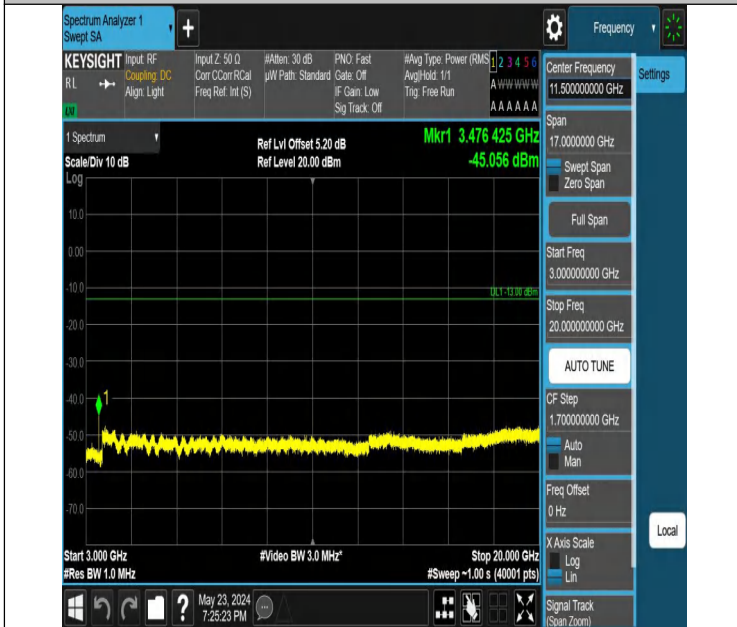 Spectrum Analyzer 1
Swept SA
+
Frequency
KEYSIGHT
RL
Input: RF
Coupling: DC
Align: Light
Input Z: 50 Ω
Corr CCorr RCal
Freq Ref: Int (S)
#Atten: 30 dB
µW Path: Standard
PNO: Fast
Gate: Off
IF Gain: Low
Sig Track: Off
#Avg Type: Power (RMS
Avg|Hold: 1/1
Trig: Free Run
1 2 3 4 5 6
A W W W W W
A A A A A A
1 Spectrum
Scale/Div 10 dB
Log
Ref Lvl Offset 5.20 dB
Ref Level 20.00 dBm
Mkr1 3.476 425 GHz
-45.056 dBm
10.0
0.00
-10.0
DL1 -13.00 dBm
-20.0
-30.0
-40.0
1
-50.0
-60.0
-70.0
Start 3.000 GHz
#Res BW 1.0 MHz
#Video BW 3.0 MHz*
Stop 20.000 GHz
#Sweep ~1.00 s (40001 pts)
Center Frequency
11.500000000 GHz
Settings
Span
17.0000000 GHz
Swept Span
Zero Span
Full Span
Start Freq
3.000000000 GHz
Stop Freq
20.000000000 GHz
AUTO TUNE
CF Step
1.700000000 GHz
Auto
Man
Freq Offset
0 Hz
X Axis Scale
Log
Lin
Local
Signal Track
(Span Zoom)
?
May 23, 2024
7:25:23 PM